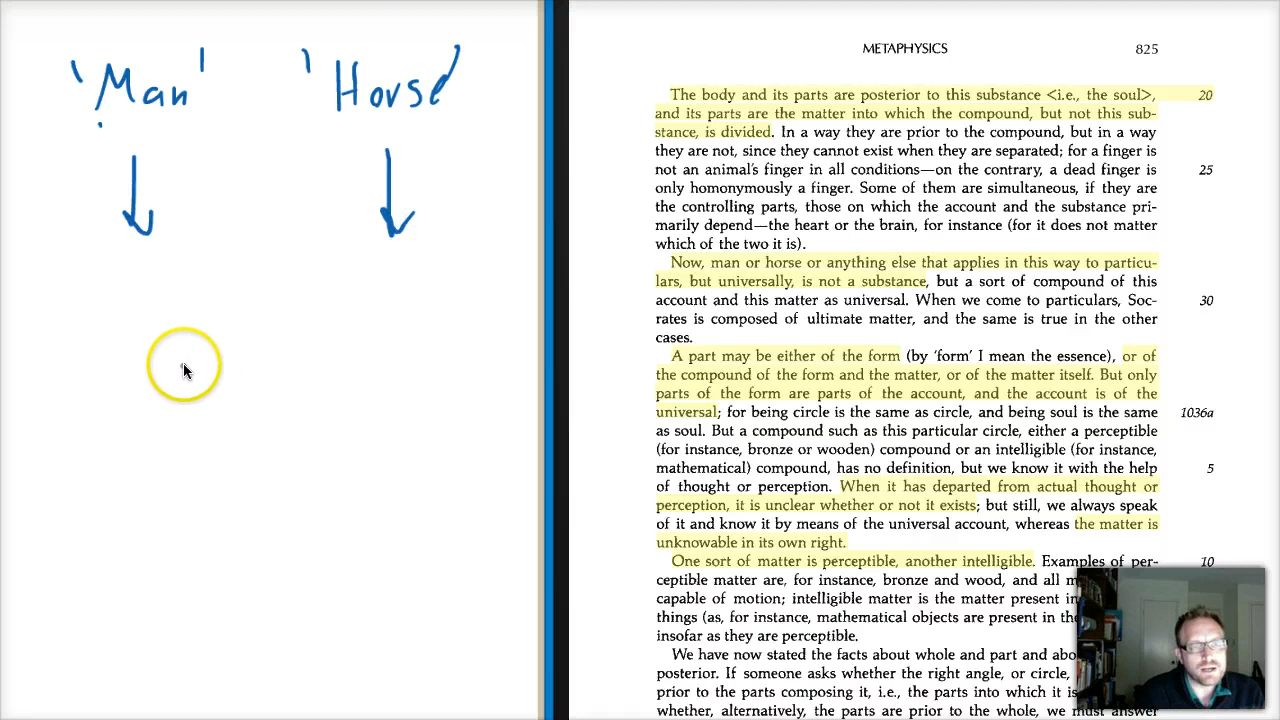 'Man' 'Horse'
METAPHYSICS 825
The body and its parts are posterior to this substance <i.e., the soul>, 20
and its parts are the matter into which the compound, but not this sub-
stance, is divided. In a way they are prior to the compound, but in a way
they are not, since they cannot exist when they are separated; for a finger is
not an animal's finger in all conditions—on the contrary, a dead finger is 25
only homonymously a finger. Some of them are simultaneous, if they are
the controlling parts, those on which the account and the substance pri-
marily depend—the heart or the brain, for instance (for it does not matter
which of the two it is).
Now, man or horse or anything else that applies in this way to particu-
lars, but universally, is not a substance, but a sort of compound of this
account and this matter as universal. When we come to particulars, Soc- 30
rates is composed of ultimate matter, and the same is true in the other
cases.
A part may be either of the form (by 'form' I mean the essence), or of
the compound of the form and the matter, or of the matter itself. But only
parts of the form are parts of the account, and the account is of the
universal; for being circle is the same as circle, and being soul is the same 1036a
as soul. But a compound such as this particular circle, either a perceptible
(for instance, bronze or wooden) compound or an intelligible (for instance,
mathematical) compound, has no definition, but we know it with the help 5
of thought or perception. When it has departed from actual thought or
perception, it is unclear whether or not it exists; but still, we always speak
of it and know it by means of the universal account, whereas the matter is
unknowable in its own right.
One sort of matter is perceptible, another intelligible. Examples of per- 10
ceptible matter are, for instance, bronze and wood, and all
capable of motion; intelligible matter is the matter present in
things (as, for instance, mathematical objects are present in
insofar as they are perceptible.
We have now stated the facts about whole and part and
posterior. If someone asks whether the right angle, or circle,
prior to the parts composing it, i.e., the parts into which it is
whether, alternatively, the parts are prior to the whole, we must answer